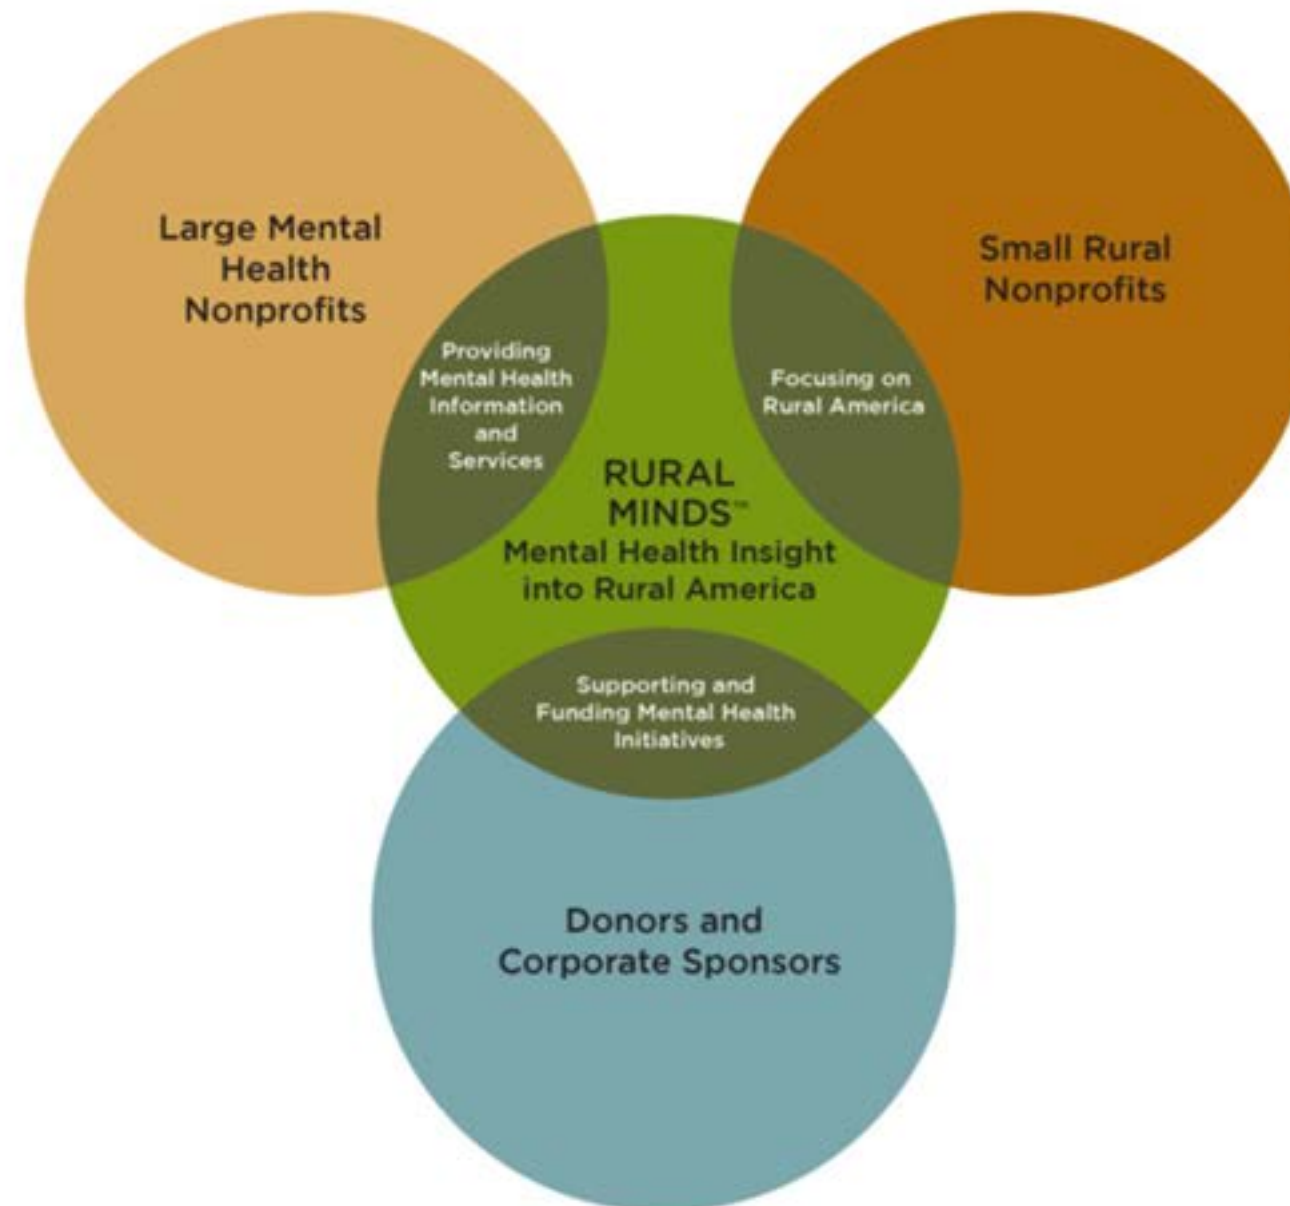 Large Mental
Health
Nonprofits
Small Rural
Nonprofits
Providing
Mental Health
Information
and
Services
Focusing on
Rural America
RURAL
MINDS™
Mental Health Insight
into Rural America
Supporting and
Funding Mental Health
Initiatives
Donors and
Corporate Sponsors